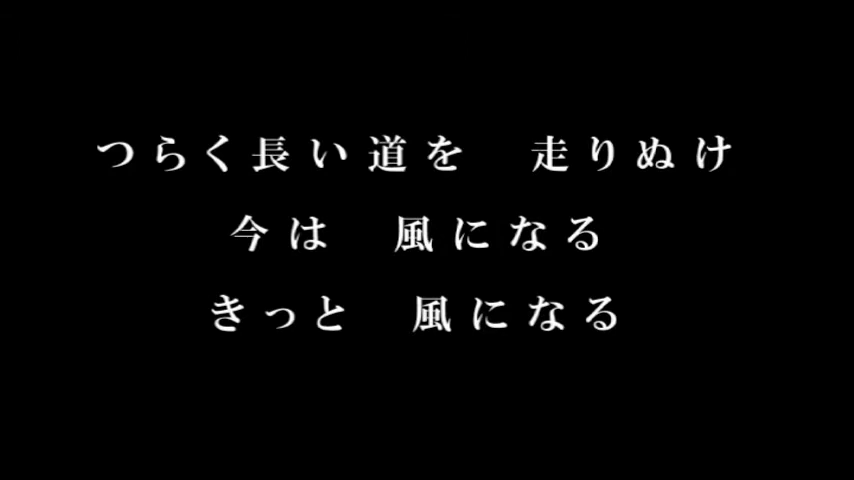 つらく長い道を　走りぬけ
今は　風になる
きっと　風になる